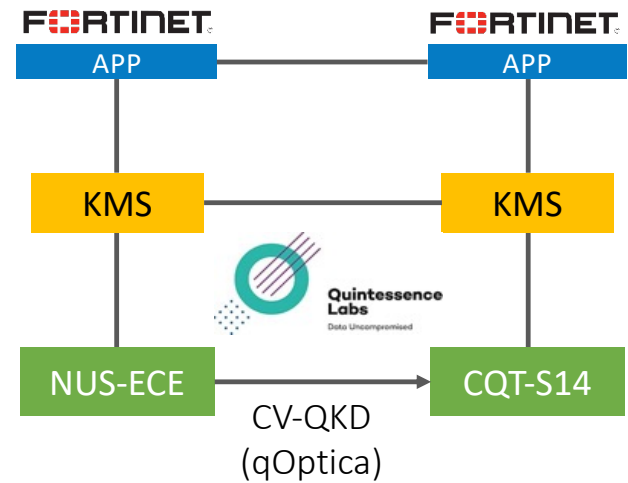 FORTINET FORTINET
APP APP
KMS KMS
Quintessence
Labs
Data Uncompromised
NUS-ECE CQT-S14
CV-QKD
(qOptica)